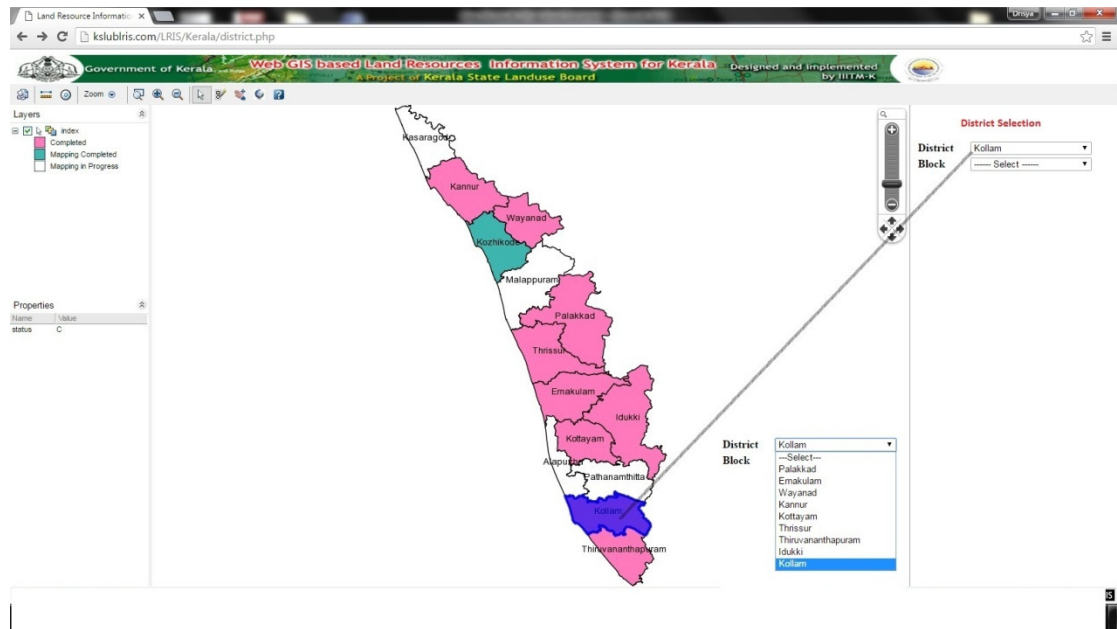 Land Resource Informatio
Drisya
kslublris.com/LRIS/Kerala/district.php
Government of Kerala
Web GIS based Land Resources Information System for Kerala
A Project of Kerala State Landuse Board
Designed and Implemented
by IIITM-K
Zoom
Layers
index
Completed
Mapping Completed
Mapping in Progress
Properties
Name Value
status C
Kasaragod
Kannur
Wayanad
Kozhikode
Malappuram
Palakkad
Thrissur
Ernakulam
Idukki
Kottayam
Alapuzha
Pathanamthitta
Kollam
Thiruvananthapuram
District Selection
District Kollam
Block ------ Select ------
District Kollam
Block
---Select---
Palakkad
Ernakulam
Wayanad
Kannur
Kottayam
Thrissur
Thiruvananthapuram
Idukki
Kollam
IS